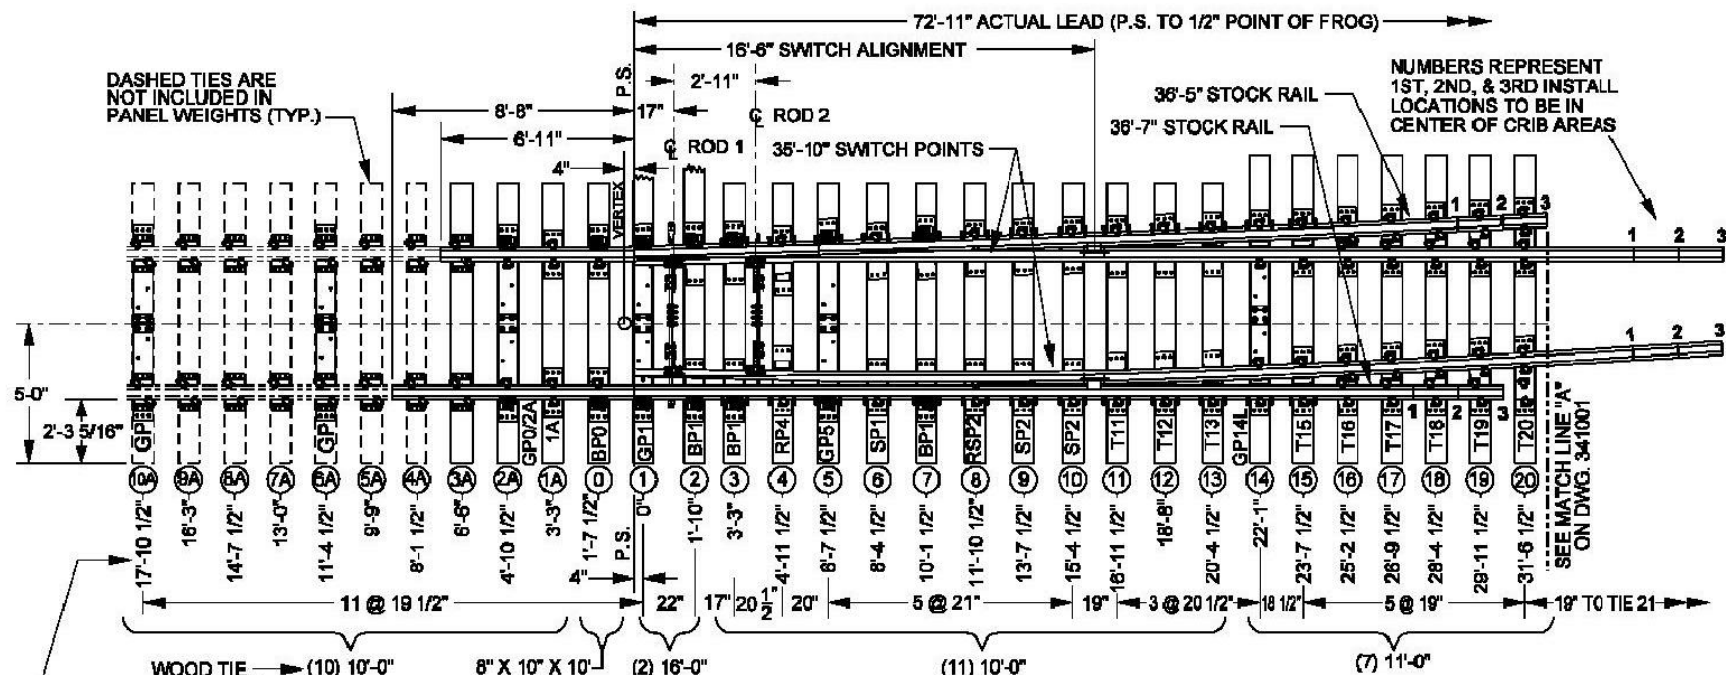 72'-11" ACTUAL LEAD (P.S. TO 1/2" POINT OF FROG)
16'-6" SWITCH ALIGNMENT
P.S.
2'-11"
DASHED TIES ARE
NOT INCLUDED IN
PANEL WEIGHTS (TYP.)
8'-8"
17"
℄ ROD 2
36'-5" STOCK RAIL
36'-7" STOCK RAIL
NUMBERS REPRESENT
1ST, 2ND, & 3RD INSTALL
LOCATIONS TO BE IN
CENTER OF CRIB AREAS
6'-11"
℄ ROD 1
35'-10" SWITCH POINTS
4"
VERTEX
1 2 3
1 2 3
1 2 3
1 2 3
5-0"
2'-3 5/16"
GP GP GP0/2A 1A BP0 GP1 BP1 BP1 RP4 GP5 SP1 BP1 RSP2 SP2 SP2 T11 T12 T13 GP14L T15 T16 T17 T18 T19 T20
10A 9A 8A 7A 6A 5A 4A 3A 2A 1A 0 1 2 3 4 5 6 7 8 9 10 11 12 13 14 15 16 17 18 19 20
17'-10 1/2" 16'-3" 14'-7 1/2" 13'-0" 11'-4 1/2" 9'-9" 8'-1 1/2" 6'-6" 4'-10 1/2" 3'-3" 1'-7 1/2" P.S. 0" 1'-10" 3'-3" 4'-11 1/2" 6'-7 1/2" 8'-4 1/2" 10'-1 1/2" 11'-10 1/2" 13'-7 1/2" 15'-4 1/2" 16'-11 1/2" 18'-8" 20'-4 1/2" 22'-1" 23'-7 1/2" 25'-2 1/2" 26'-9 1/2" 28'-4 1/2" 29'-11 1/2" 31'-6 1/2"
SEE MATCH LINE "A"
ON DWG. 341001
4"
11 @ 19 1/2" 22" 17" 20 1/2" 20" 5 @ 21" 19" 3 @ 20 1/2" 18 1/2" 5 @ 19" 19" TO TIE 21
WOOD TIE (10) 10'-0" 8" X 10" X 10' (2) 16'-0" (11) 10'-0" (7) 11'-0"